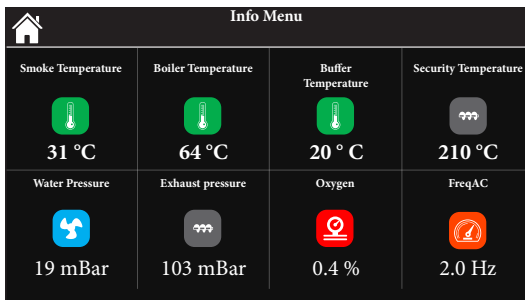 Info Menu
Smoke Temperature
Boiler Temperature
Buffer
Temperature
Security Temperature
31 °C
64 °C
20 ° C
210 °C
Water Pressure
Exhaust pressure
Oxygen
FreqAC
19 mBar
103 mBar
0.4 %
2.0 Hz